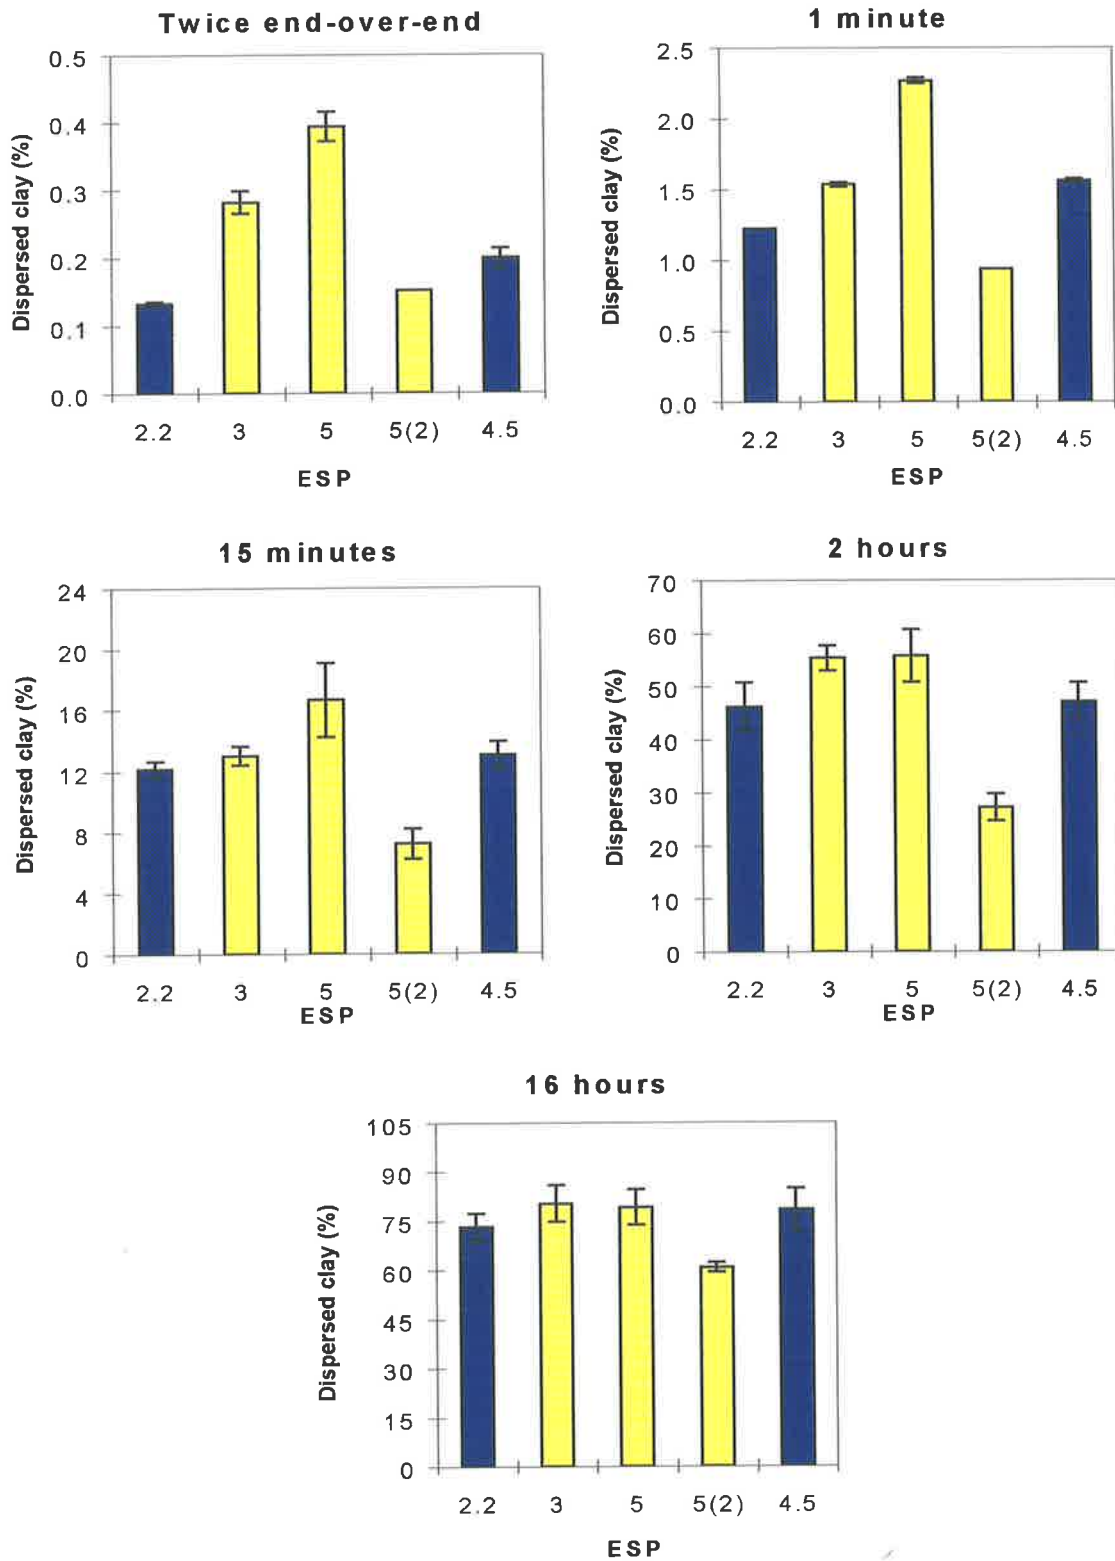 Twice end-over-end
Dispersed clay (%)
0.5
0.4
0.3
0.2
0.1
0.0
2.2 3 5 5(2) 4.5
ESP
1 minute
Dispersed clay (%)
2.5
2.0
1.5
1.0
0.5
0.0
2.2 3 5 5(2) 4.5
ESP
15 minutes
Dispersed clay (%)
24
20
16
12
8
4
0
2.2 3 5 5(2) 4.5
ESP
2 hours
Dispersed clay (%)
70
60
50
40
30
20
10
0
2.2 3 5 5(2) 4.5
ESP
16 hours
Dispersed clay (%)
105
90
75
60
45
30
15
0
2.2 3 5 5(2) 4.5
ESP